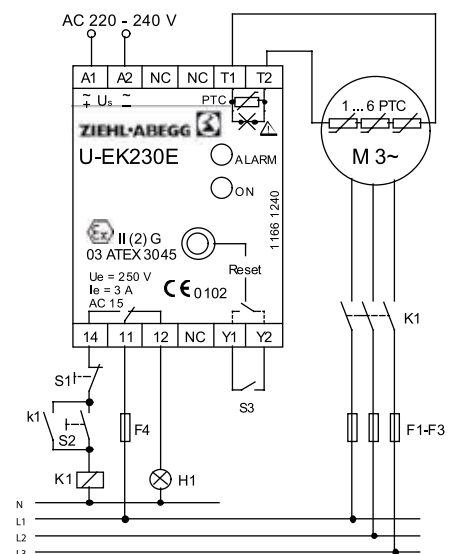 AC 220 - 240 V
A1 A2 NC NC T1 T2
Us
PTC
1 ... 6 PTC
M 3~
ZIEHL-ABEGG
U-EK230E
ALARM
ON
1166 1240
Ex II (2) G
03 ATEX 3045
Reset
Ue = 250 V
Ie = 3 A
AC 15
CE 0102
14 11 12 NC Y1 Y2
K1
S1
S3
k1
S2
F4
F1-F3
K1
H1
N
L1
L2
L3